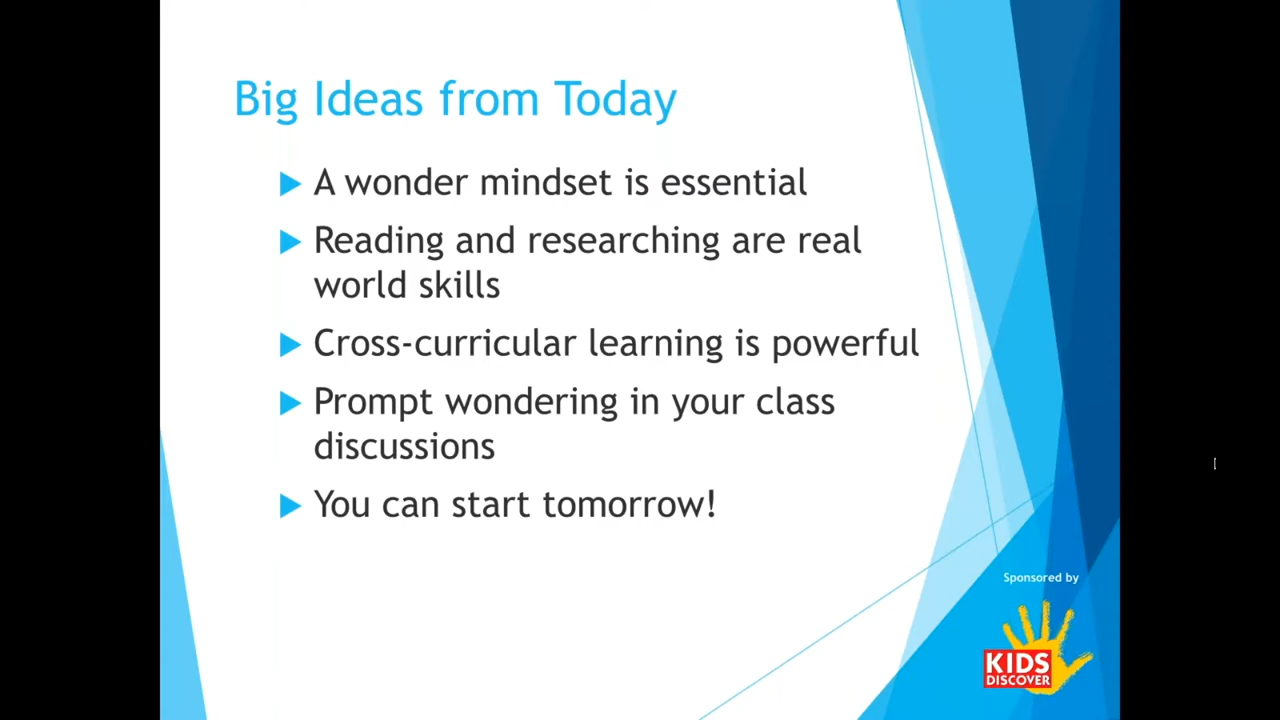 Big Ideas from Today
A wonder mindset is essential
Reading and researching are real
world skills
Cross-curricular learning is powerful
Prompt wondering in your class
discussions
You can start tomorrow!
Sponsored by
KIDS
DISCOVER